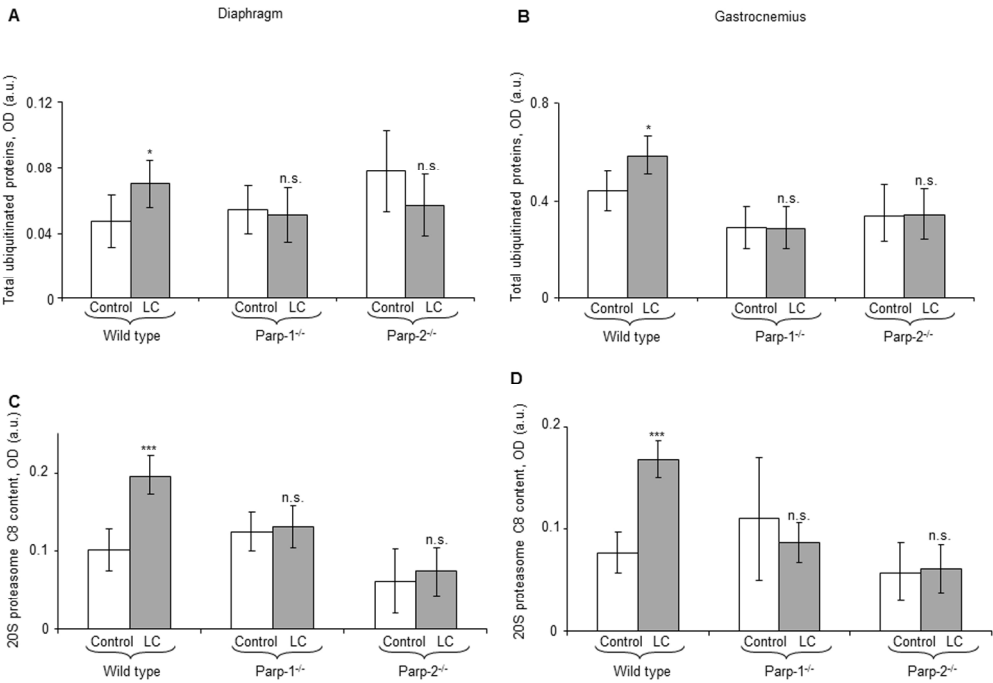 A
Diaphragm
Total ubiquitinated proteins, OD (a.u.)
0.12
0.08
0.04
0
*
n.s.
n.s.
Control LC
Control LC
Control LC
Wild type
Parp-1-/-
Parp-2-/-
B
Gastrocnemius
Total ubiquitinated proteins, OD (a.u.)
0.8
0.4
0
*
n.s.
n.s.
Control LC
Control LC
Control LC
Wild type
Parp-1-/-
Parp-2-/-
C
20S proteasome C8 content, OD (a.u.)
0.2
0.1
0
***
n.s.
n.s.
Control LC
Control LC
Control LC
Wild type
Parp-1-/-
Parp-2-/-
D
20S proteasome C8 content, OD (a.u.)
0.2
0.1
0
***
n.s.
n.s.
Control LC
Control LC
Control LC
Wild type
Parp-1-/-
Parp-2-/-